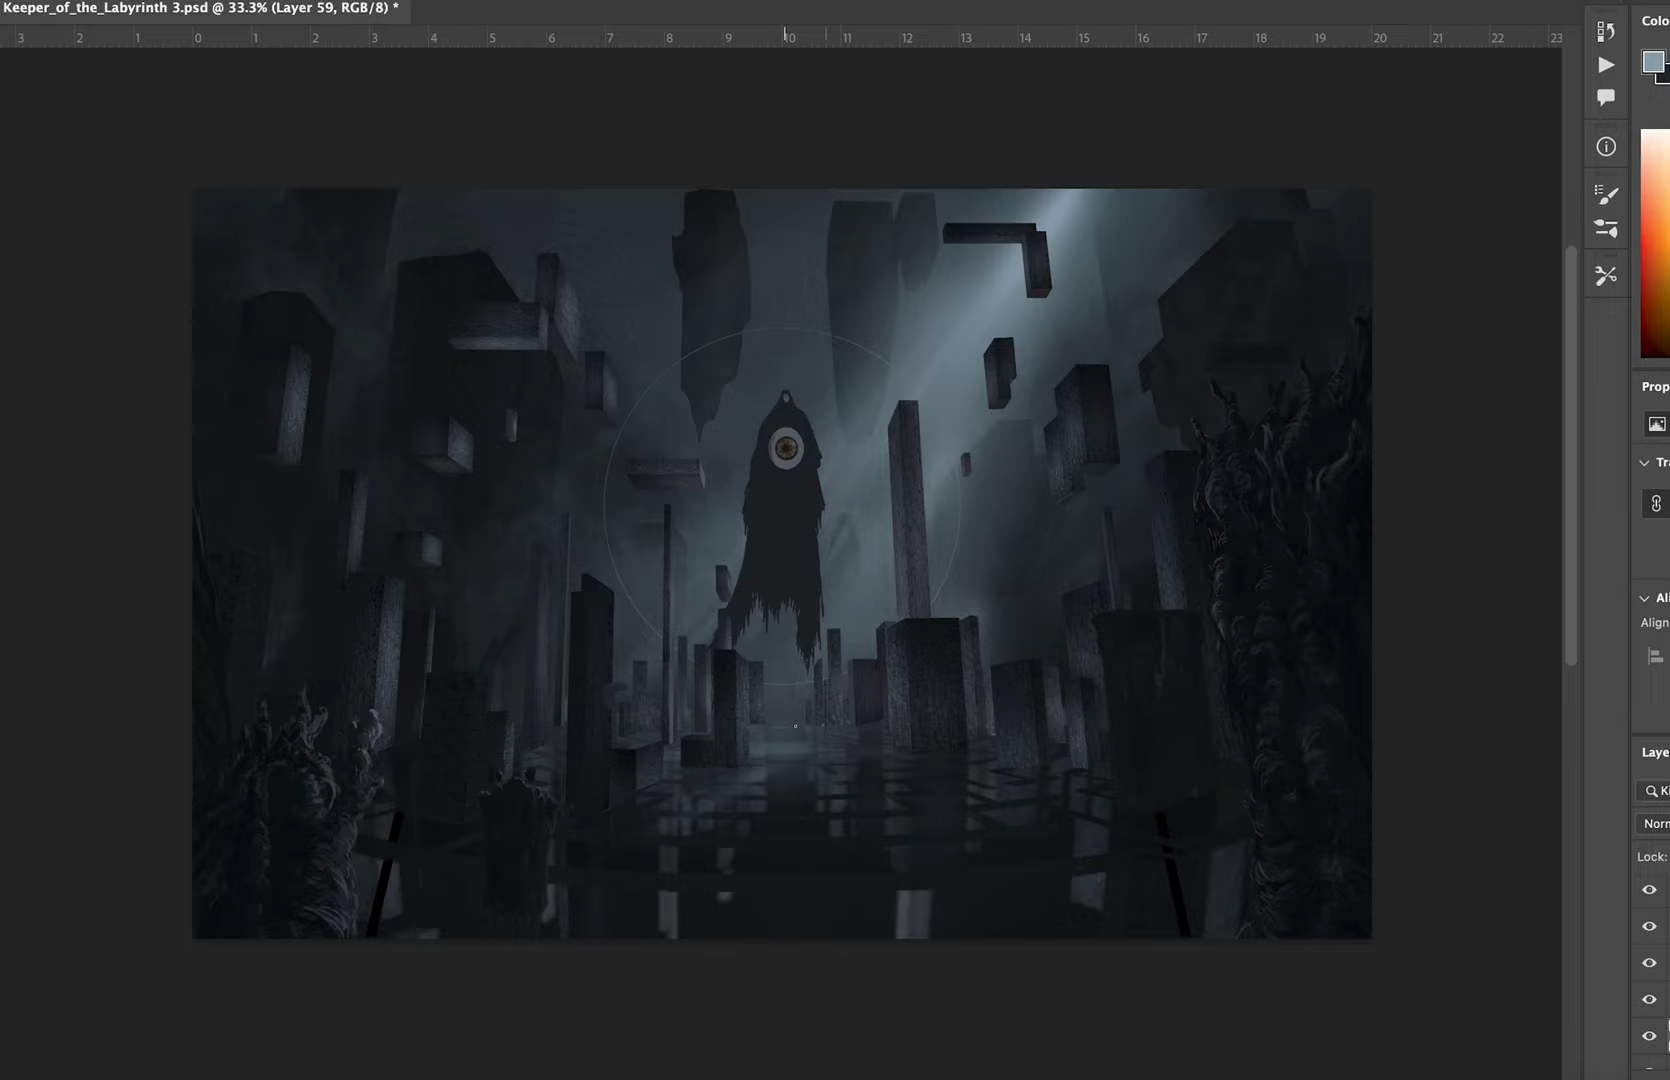 Keeper_of_the_Labyrinth 3.psd @ 33.3% (Layer 59, RGB/8) *
3 2 1 0 1 2 3 4 5 6 7 8 9 10 11 12 13 14 15 16 17 18 19 20 21 22 23
Colo
Prop
Tra
Ali
Align
Laye
Ki
Norm
Lock: